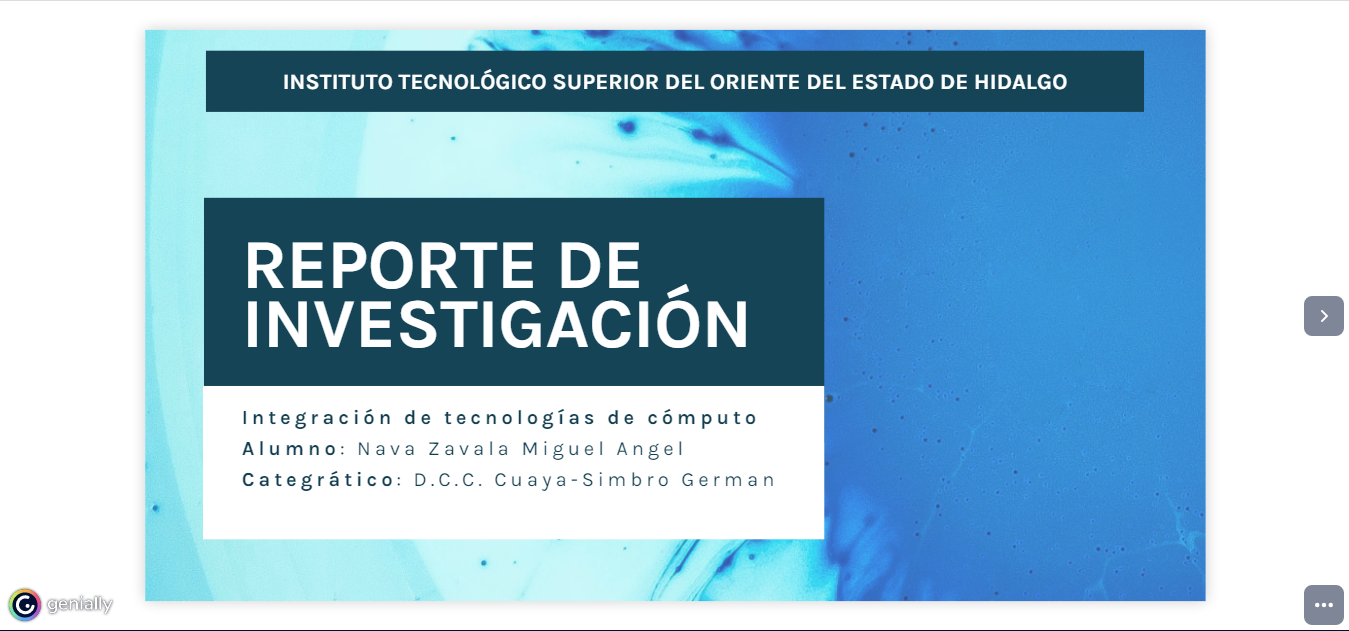 INSTITUTO TECNOLÓGICO SUPERIOR DEL ORIENTE DEL ESTADO DE HIDALGO
REPORTE DE
INVESTIGACIÓN
Integración de tecnologías de cómputo
Alumno: Nava Zavala Miguel Angel
Categrático: D.C.C. Cuaya-Simbro German
genially